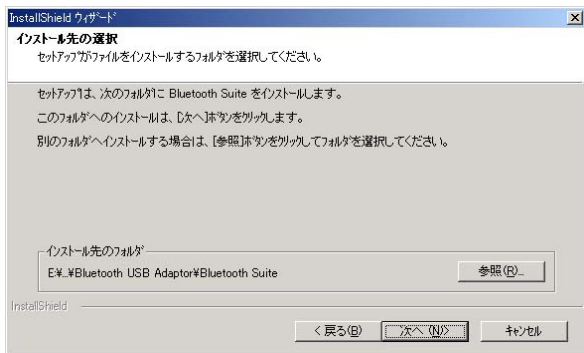 InstallShield ウィザード
インストール先の選択
セットアップがファイルをインストールするフォルダを選択してください。
セットアップは、次のフォルダに Bluetooth Suite をインストールします。
このフォルダへのインストールは、[次へ]ボタンをクリックします。
別のフォルダへインストールする場合は、[参照]ボタンをクリックしてフォルダを選択してください。
インストール先のフォルダ
E:¥...¥Bluetooth USB Adaptor¥Bluetooth Suite
参照(R)...
InstallShield
< 戻る(B)
次へ (N)>
キャンセル